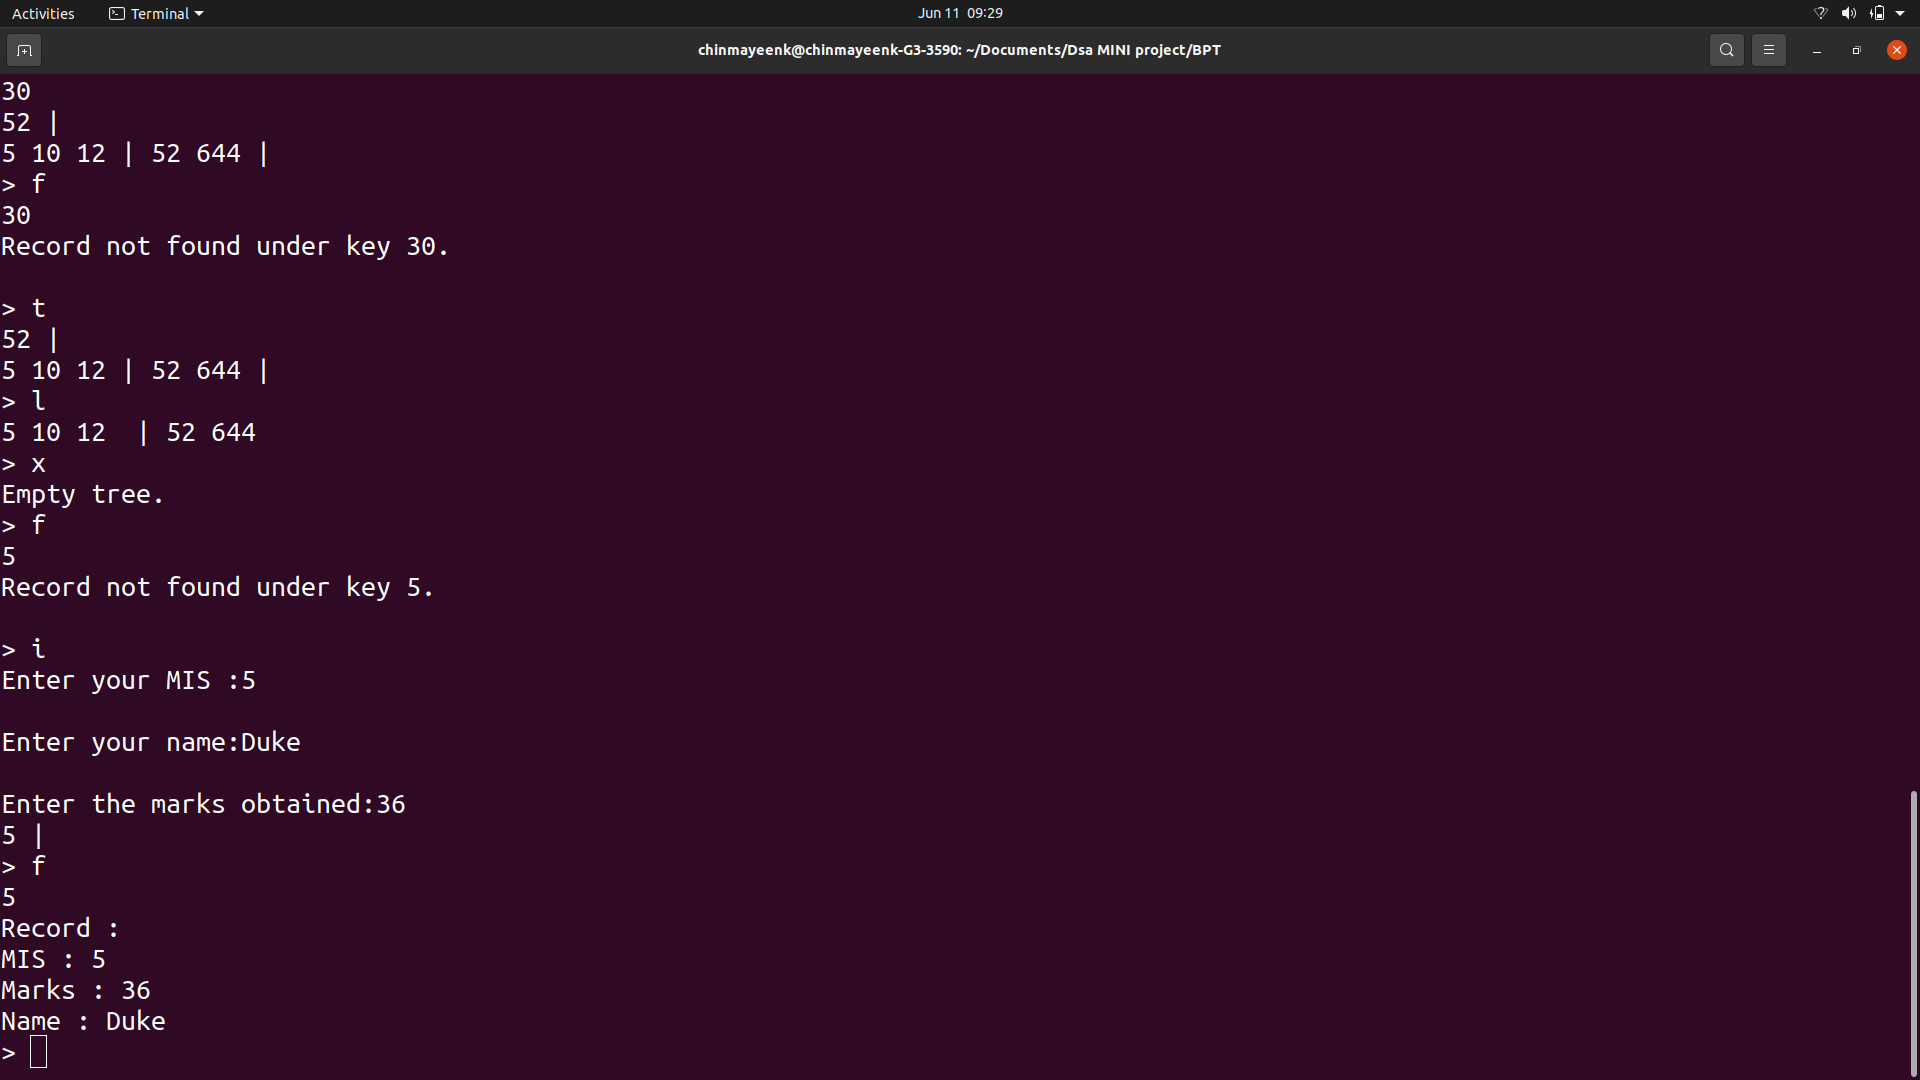 Activities Terminal Jun 11 09:29
chinmayeenk@chinmayeenk-G3-3590: ~/Documents/Dsa MINI project/BPT
30
52 |
5 10 12 | 52 644 |
> f
30
Record not found under key 30.
> t
52 |
5 10 12 | 52 644 |
> l
5 10 12  | 52 644
> x
Empty tree.
> f
5
Record not found under key 5.
> i
Enter your MIS :5
Enter your name:Duke
Enter the marks obtained:36
5 |
> f
5
Record :
MIS : 5
Marks : 36
Name : Duke
>